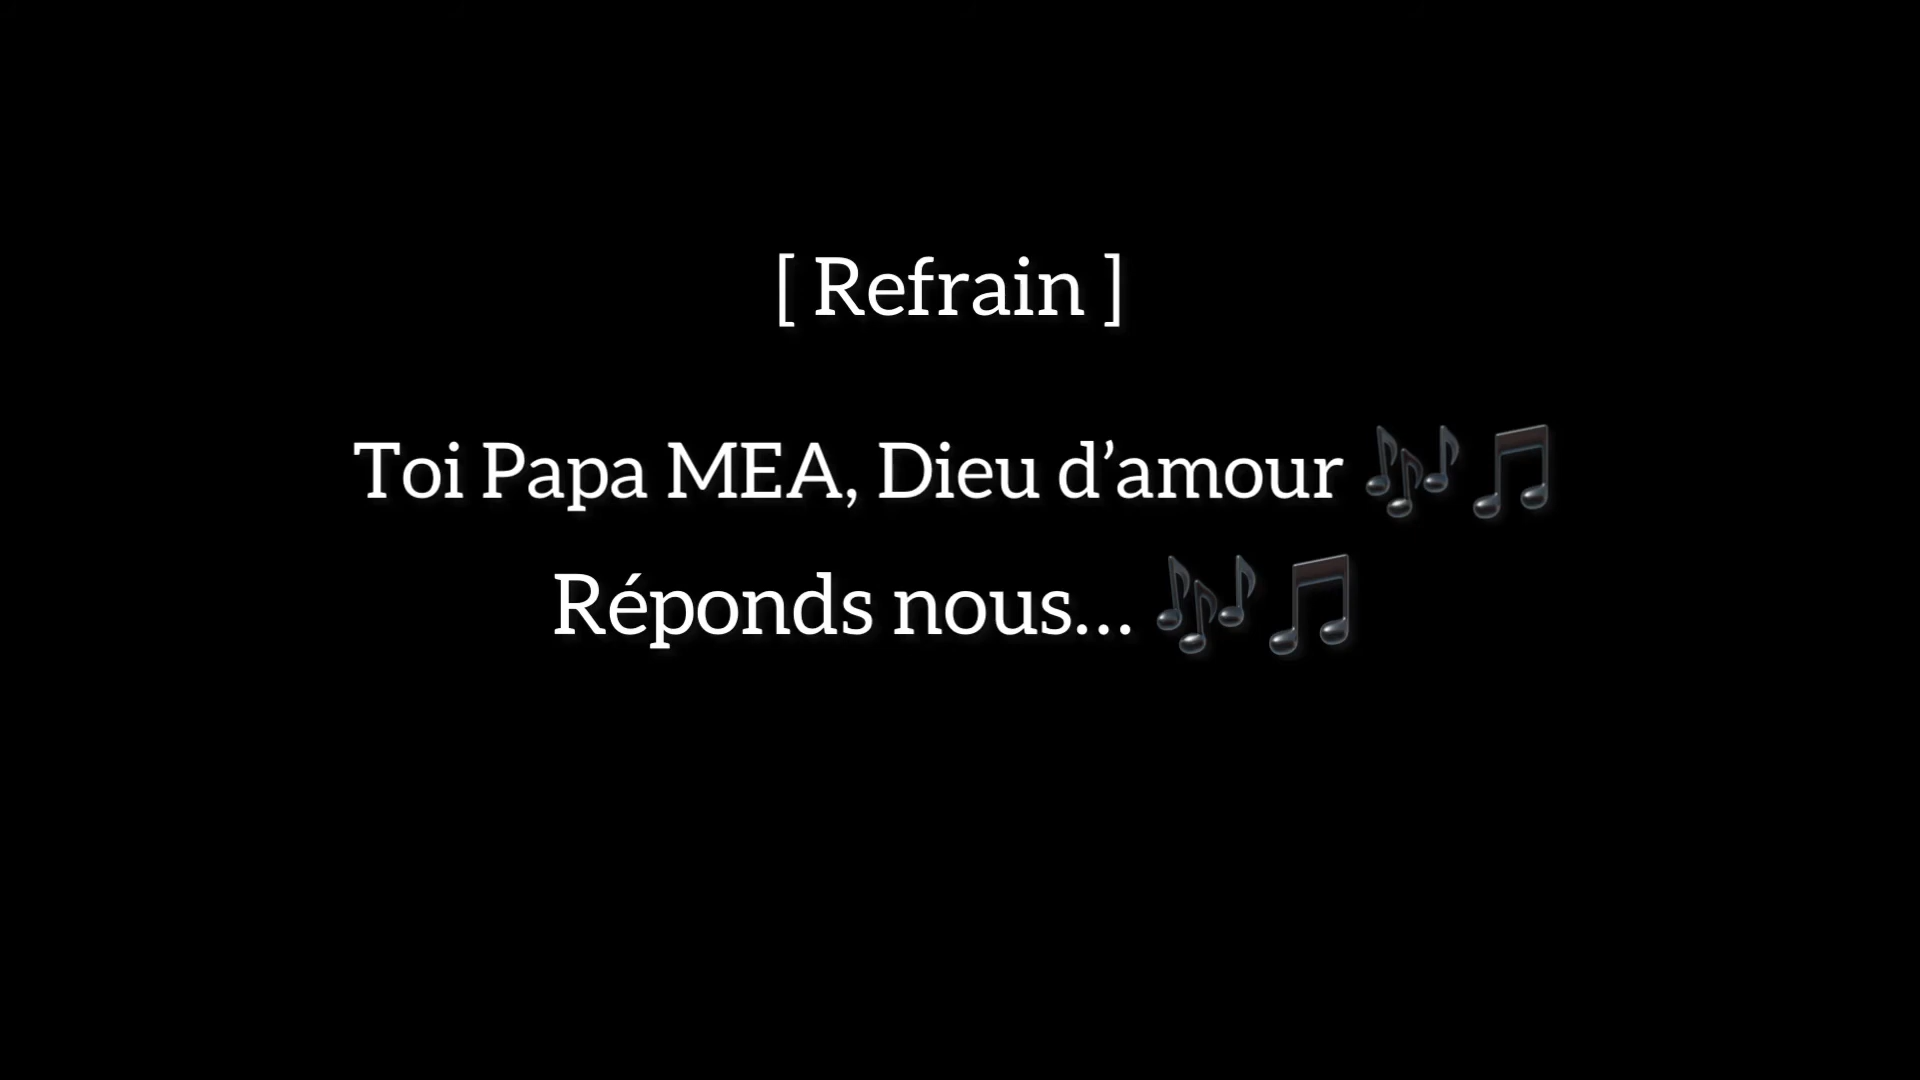 [ Refrain ]
Toi Papa MEA, Dieu d’amour 🎶🎵
Réponds nous... 🎶🎵